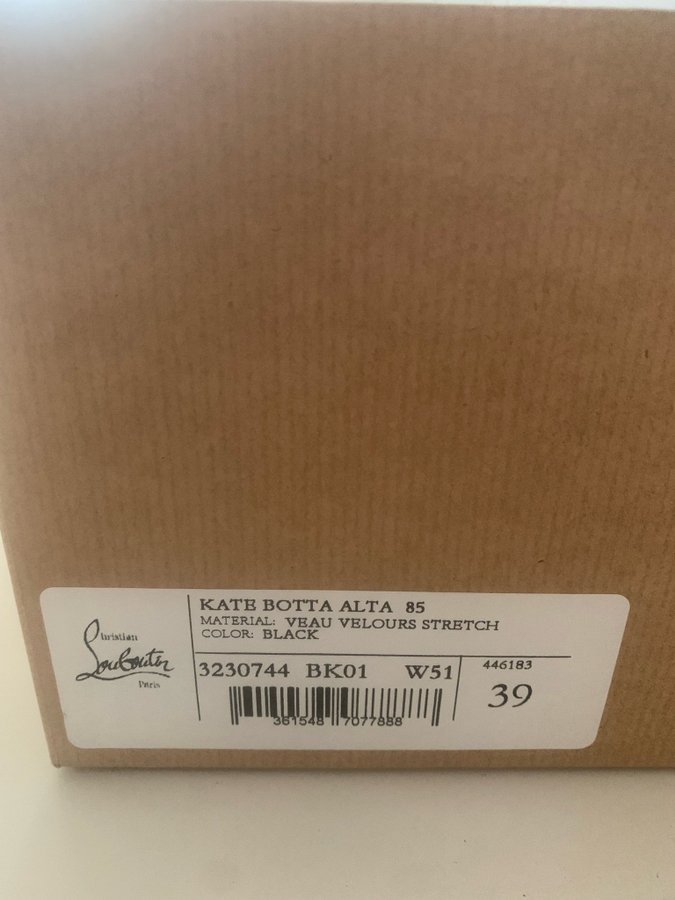 KATE BOTTA ALTA 85
MATERIAL: VEAU VELOURS STRETCH
COLOR: BLACK
Christian
Louboutin
Paris
3230744 BK01 W51
446183
39
361548 7077888